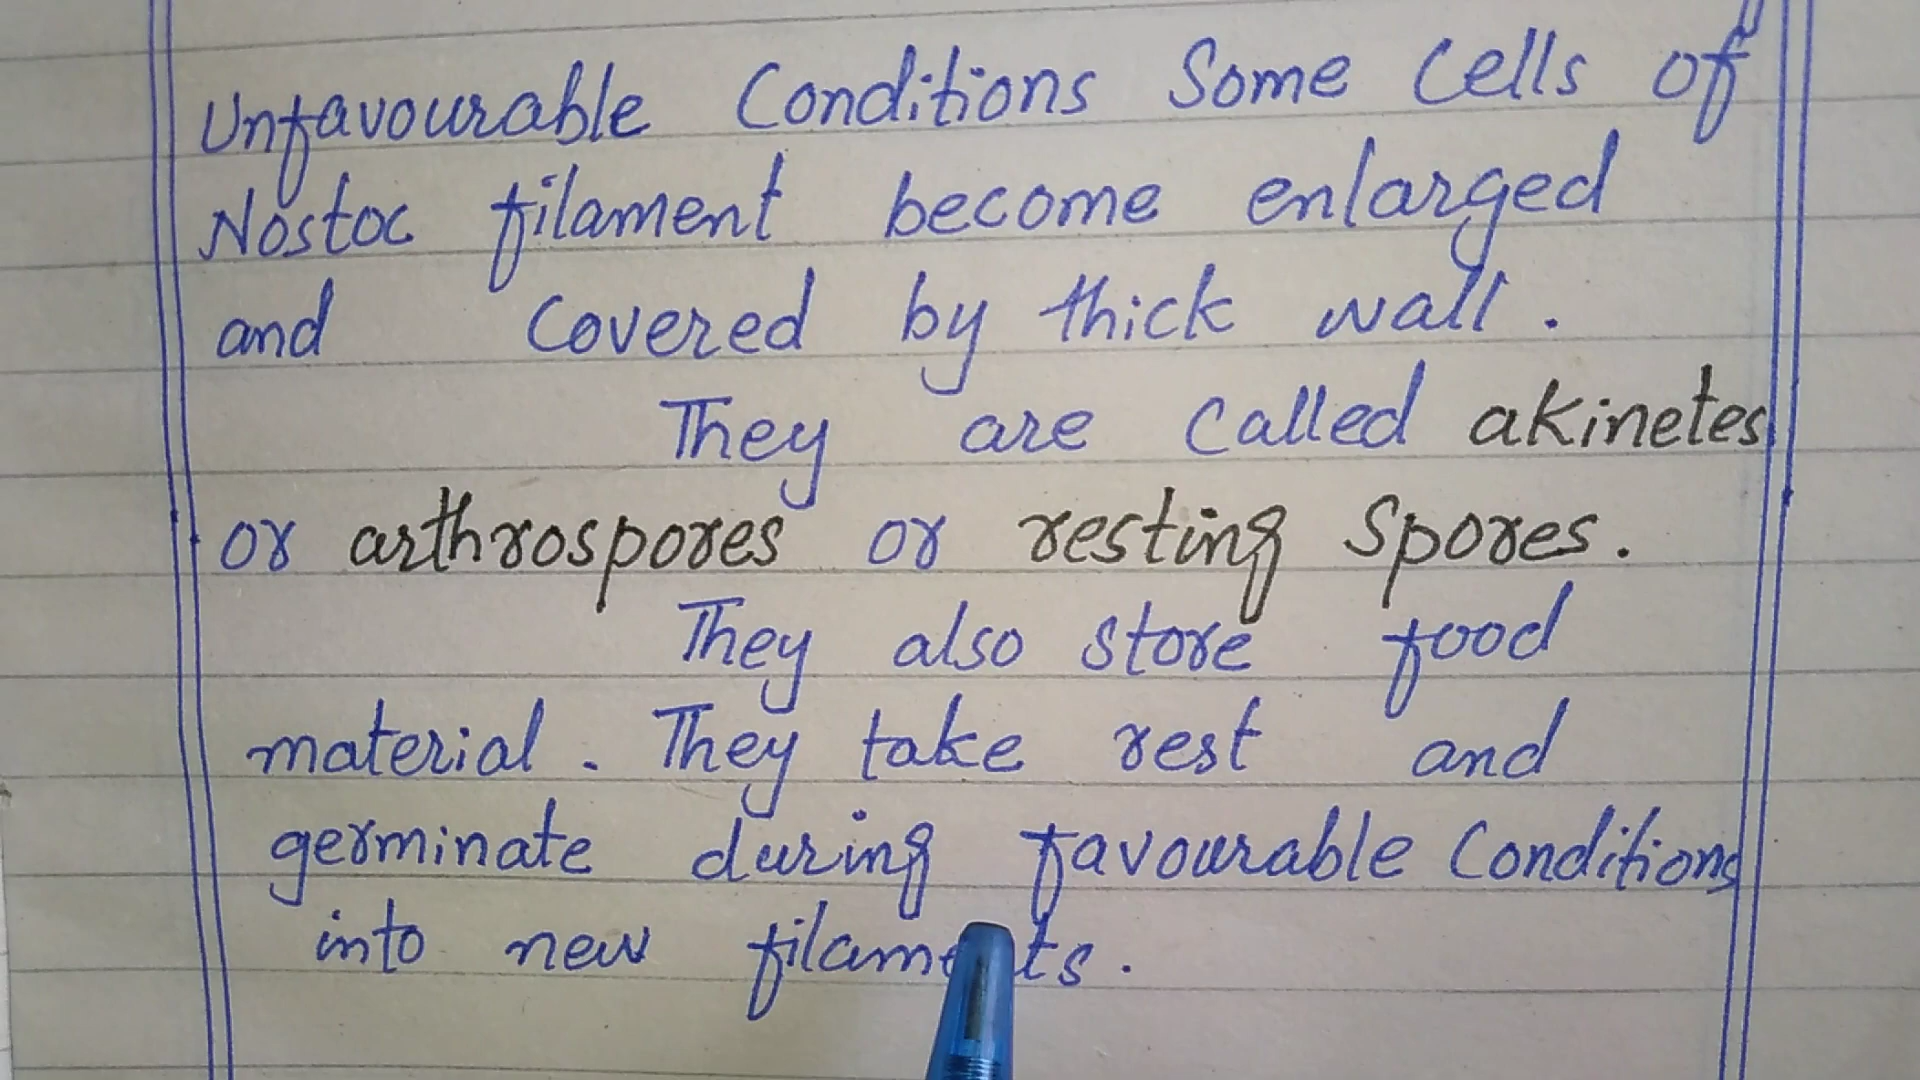 Unfavourable Conditions Some Cells of
Nostoc filament become enlarged
and Covered by thick wall.
They are Called akinetes
or arthrospores or resting Spores.
They also store food
material. They take rest and
germinate during favourable Conditions
into new filaments.